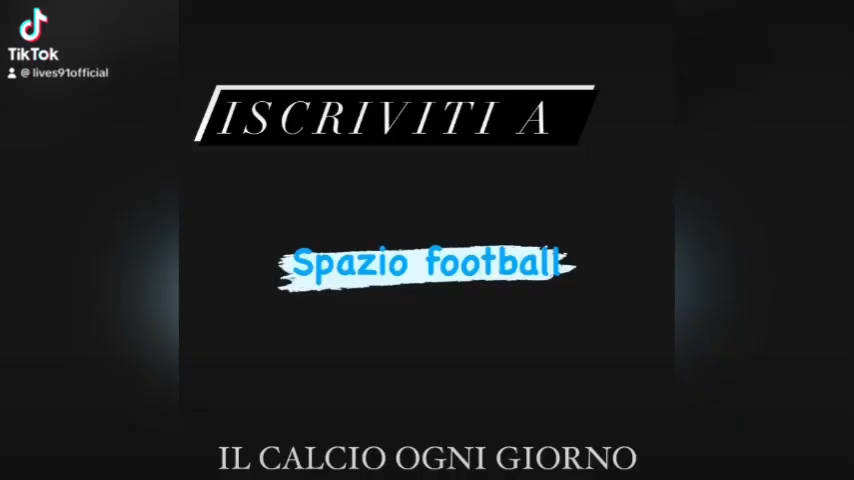 TikTok
@ lives91official
ISCRIVITI A
Spazio football
IL CALCIO OGNI GIORNO